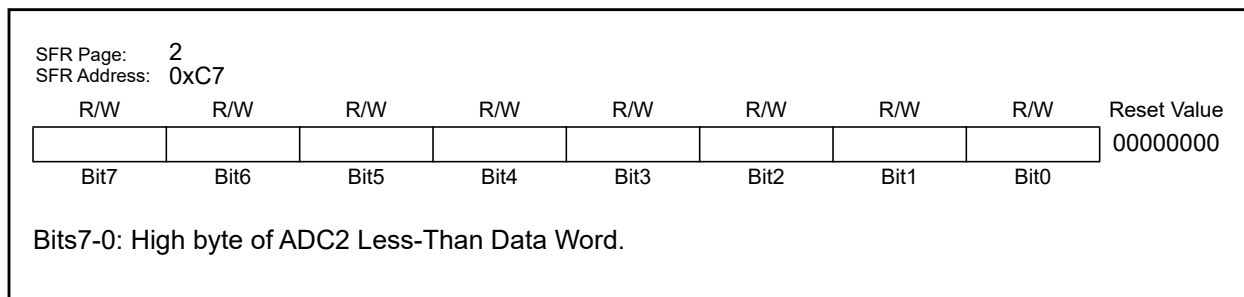 SFR Page: 2
SFR Address: 0xC7
R/W R/W R/W R/W R/W R/W R/W R/W Reset Value
00000000
Bit7 Bit6 Bit5 Bit4 Bit3 Bit2 Bit1 Bit0
Bits7-0: High byte of ADC2 Less-Than Data Word.